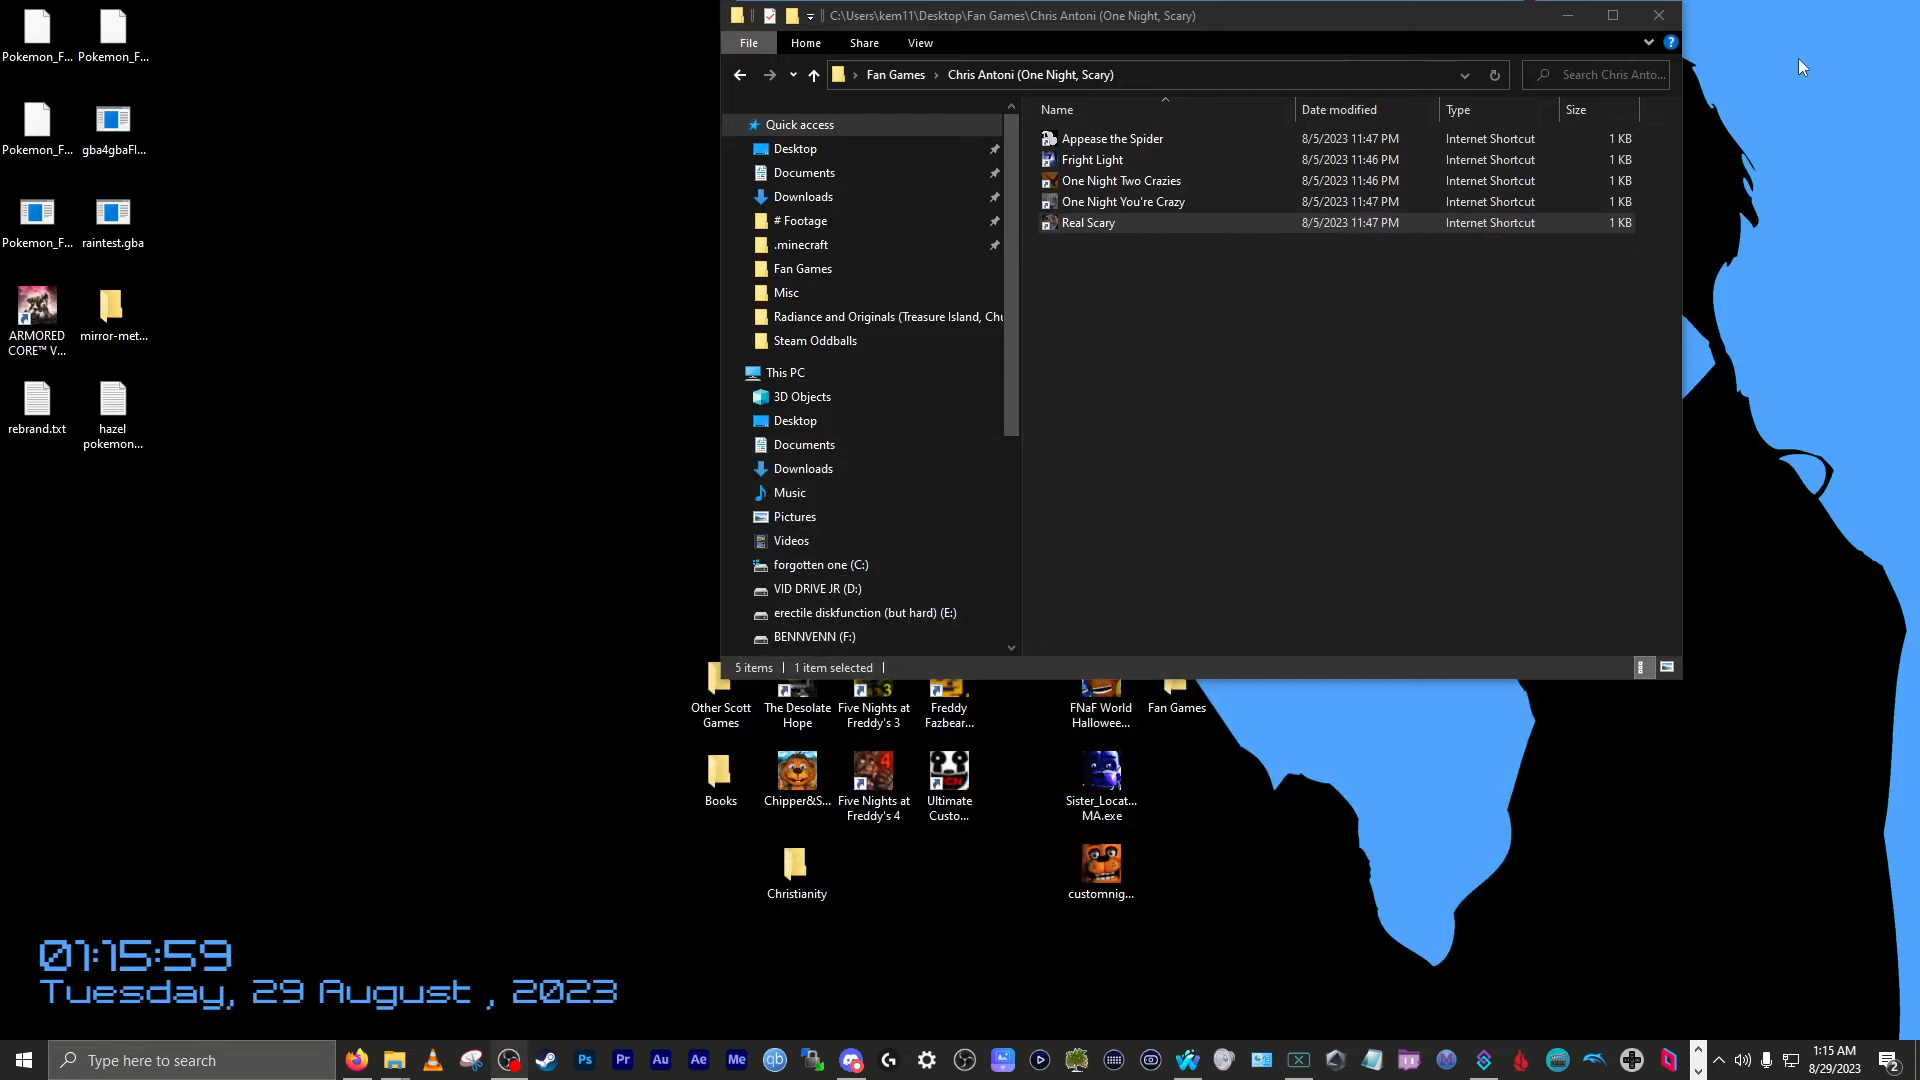 Pokemon_F...
Pokemon_F...
Pokemon_F...
gba4gbaFl...
Pokemon_F...
raintest.gba
ARMORED
CORE™ V...
mirror-met...
rebrand.txt
hazel
pokemon...
C:\Users\kem11\Desktop\Fan Games\Chris Antoni (One Night, Scary)
File
Home
Share
View
Fan Games
Chris Antoni (One Night, Scary)
Search Chris Anto...
Quick access
Desktop
Documents
Downloads
# Footage
.minecraft
Fan Games
Misc
Radiance and Originals (Treasure Island, Chu
Steam Oddballs
This PC
3D Objects
Desktop
Documents
Downloads
Music
Pictures
Videos
forgotten one (C:)
VID DRIVE JR (D:)
erectile diskfunction (but hard) (E:)
BENNVENN (F:)
Name
Date modified
Type
Size
Appease the Spider 8/5/2023 11:47 PM Internet Shortcut 1 KB
Fright Light 8/5/2023 11:46 PM Internet Shortcut 1 KB
One Night Two Crazies 8/5/2023 11:46 PM Internet Shortcut 1 KB
One Night You're Crazy 8/5/2023 11:47 PM Internet Shortcut 1 KB
Real Scary 8/5/2023 11:47 PM Internet Shortcut 1 KB
5 items
1 item selected
Other Scott
Games
The Desolate
Hope
Five Nights at
Freddy's 3
Freddy
Fazbear...
FNaF World
Hallowee...
Fan Games
Books
Chipper&S...
Five Nights at
Freddy's 4
Ultimate
Custo...
Sister_Locat...
MA.exe
Christianity
customnig...
01:15:59
Tuesday, 29 August , 2023
Type here to search
Ps
Pr
Au
Ae
Me
qb
1:15 AM
8/29/2023
2